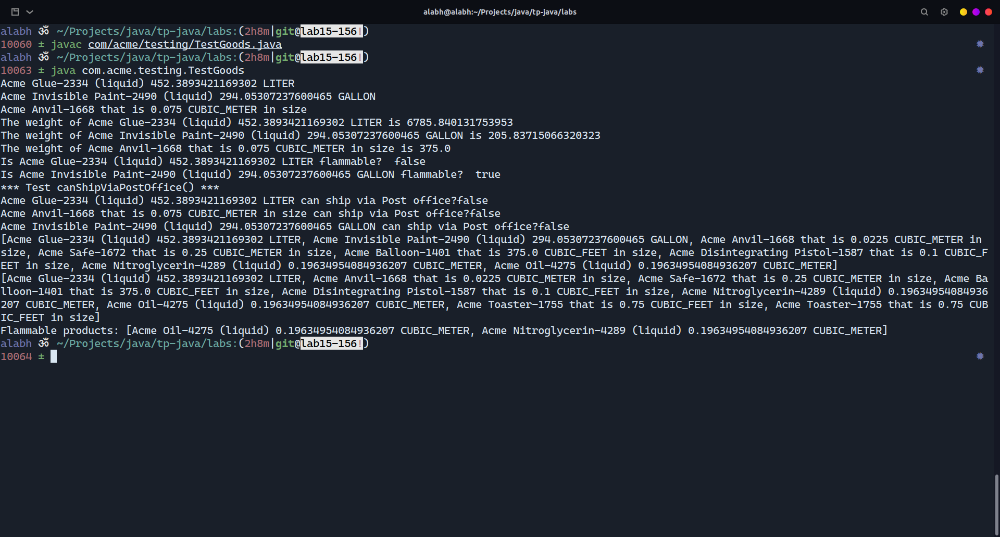 alabh@alabh:~/Projects/java/tp-java/labs
alabh ॐ ~/Projects/java/tp-java/labs:(2h8m|git@lab15-156!)
10060 ± javac com/acme/testing/TestGoods.java
alabh ॐ ~/Projects/java/tp-java/labs:(2h8m|git@lab15-156!)
10063 ± java com.acme.testing.TestGoods
Acme Glue-2334 (liquid) 452.3893421169302 LITER
Acme Invisible Paint-2490 (liquid) 294.05307237600465 GALLON
Acme Anvil-1668 that is 0.075 CUBIC_METER in size
The weight of Acme Glue-2334 (liquid) 452.3893421169302 LITER is 6785.840131753953
The weight of Acme Invisible Paint-2490 (liquid) 294.05307237600465 GALLON is 205.83715066320323
The weight of Acme Anvil-1668 that is 0.075 CUBIC_METER in size is 375.0
Is Acme Glue-2334 (liquid) 452.3893421169302 LITER flammable?  false
Is Acme Invisible Paint-2490 (liquid) 294.05307237600465 GALLON flammable?  true
*** Test canShipViaPostOffice() ***
Acme Glue-2334 (liquid) 452.3893421169302 LITER can ship via Post office?false
Acme Anvil-1668 that is 0.075 CUBIC_METER in size can ship via Post office?false
Acme Invisible Paint-2490 (liquid) 294.05307237600465 GALLON can ship via Post office?false
[Acme Glue-2334 (liquid) 452.3893421169302 LITER, Acme Invisible Paint-2490 (liquid) 294.05307237600465 GALLON, Acme Anvil-1668 that is 0.0225 CUBIC_METER in
size, Acme Safe-1672 that is 0.25 CUBIC_METER in size, Acme Balloon-1401 that is 375.0 CUBIC_FEET in size, Acme Disintegrating Pistol-1587 that is 0.1 CUBIC_F
EET in size, Acme Nitroglycerin-4289 (liquid) 0.19634954084936207 CUBIC_METER, Acme Oil-4275 (liquid) 0.19634954084936207 CUBIC_METER]
[Acme Glue-2334 (liquid) 452.3893421169302 LITER, Acme Anvil-1668 that is 0.0225 CUBIC_METER in size, Acme Safe-1672 that is 0.25 CUBIC_METER in size, Acme Ba
lloon-1401 that is 375.0 CUBIC_FEET in size, Acme Disintegrating Pistol-1587 that is 0.1 CUBIC_FEET in size, Acme Nitroglycerin-4289 (liquid) 0.19634954084936
207 CUBIC_METER, Acme Oil-4275 (liquid) 0.19634954084936207 CUBIC_METER, Acme Toaster-1755 that is 0.75 CUBIC_FEET in size, Acme Toaster-1755 that is 0.75 CUB
IC_FEET in size]
Flammable products: [Acme Oil-4275 (liquid) 0.19634954084936207 CUBIC_METER, Acme Nitroglycerin-4289 (liquid) 0.19634954084936207 CUBIC_METER]
alabh ॐ ~/Projects/java/tp-java/labs:(2h8m|git@lab15-156!)
10064 ±